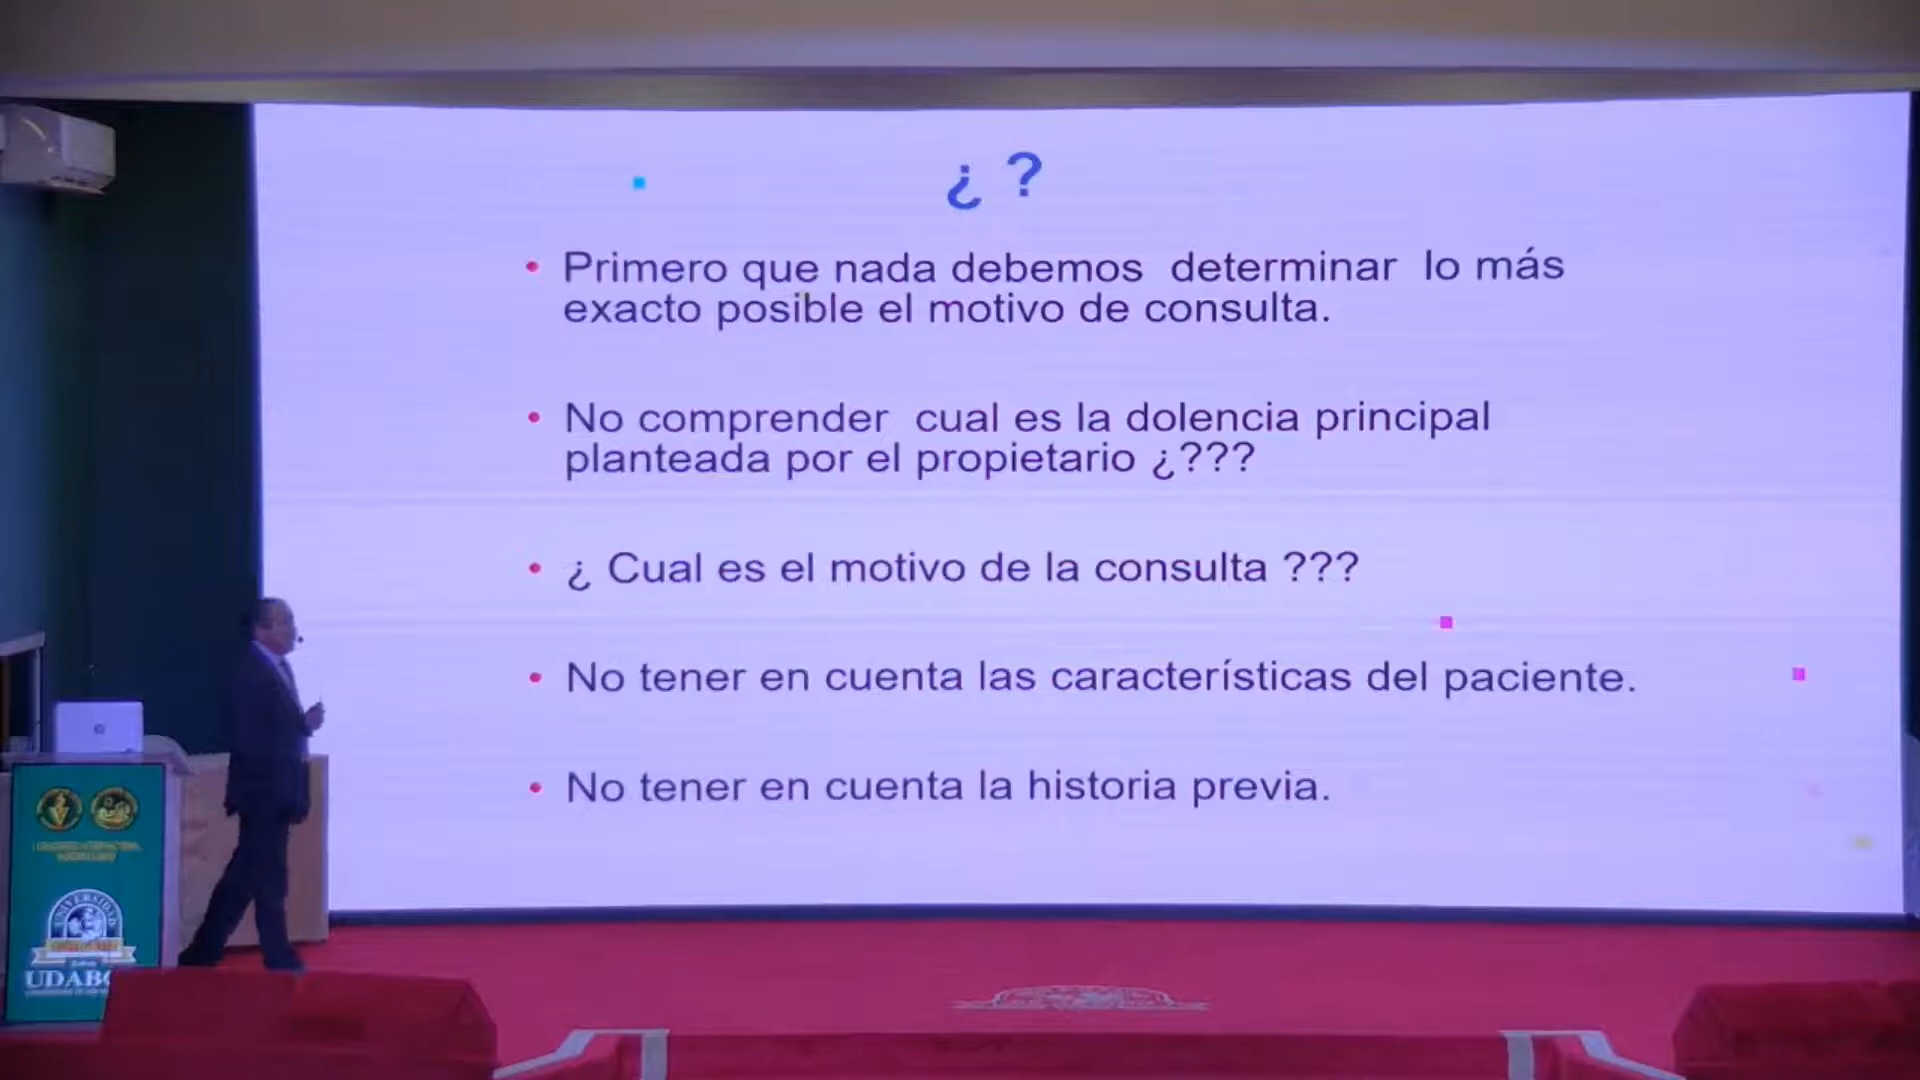 ¿ ?
• Primero que nada debemos determinar lo más
exacto posible el motivo de consulta.
• No comprender cual es la dolencia principal
planteada por el propietario ¿???
• ¿ Cual es el motivo de la consulta ???
• No tener en cuenta las características del paciente.
• No tener en cuenta la historia previa.
UNIVERSIDAD